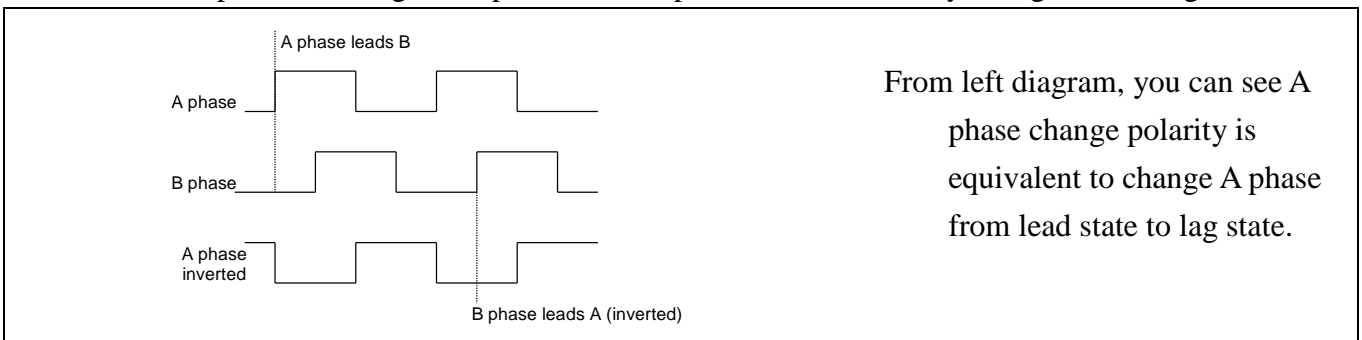 A phase leads B
A phase
B phase
A phase
inverted
B phase leads A (inverted)
From left diagram, you can see A
phase change polarity is
equivalent to change A phase
from lead state to lag state.